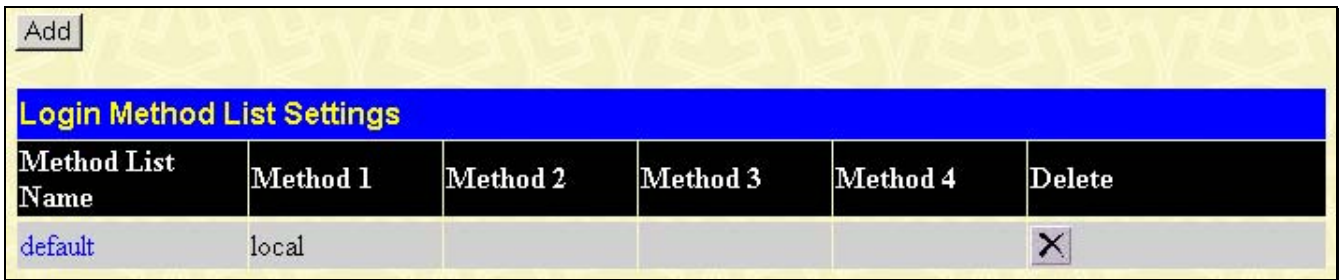 Add
Login Method List Settings
Method List Name Method 1 Method 2 Method 3 Method 4 Delete
default local